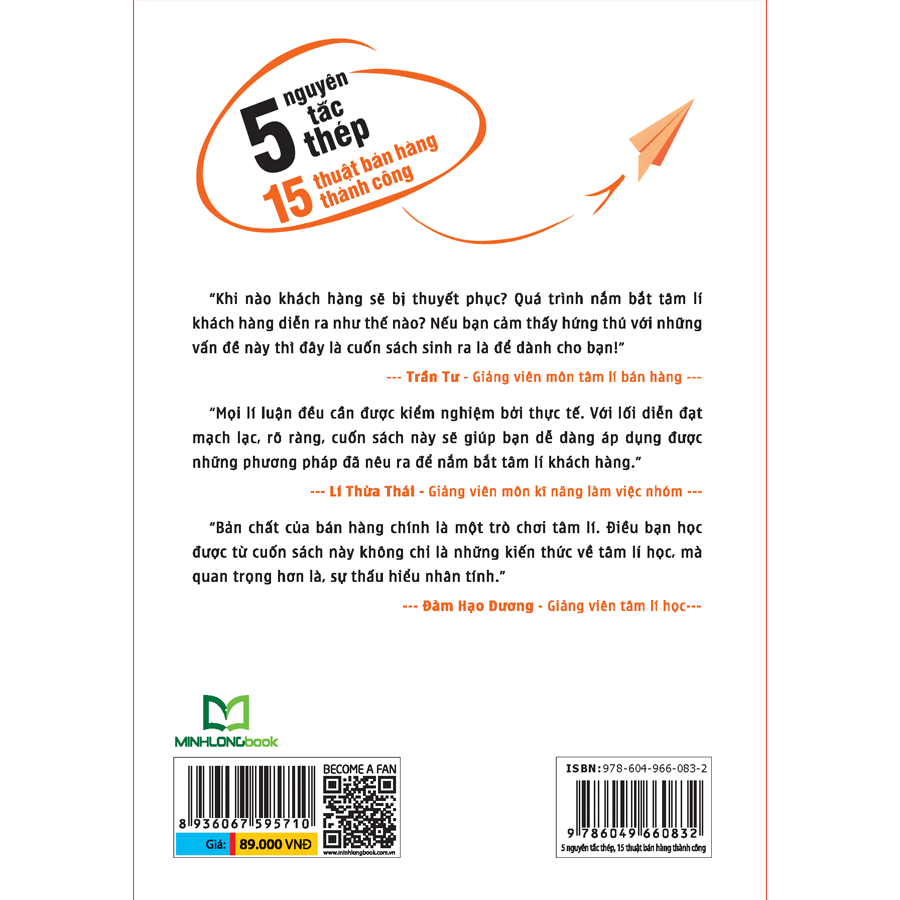 5 nguyên
tắc
thép
15 thuật bán hàng
thành công
“Khi nào khách hàng sẽ bị thuyết phục? Quá trình nắm bắt tâm lí
khách hàng diễn ra như thế nào? Nếu bạn cảm thấy hứng thú với những
vấn đề này thì đây là cuốn sách sinh ra là để dành cho bạn!”
--- Trần Tư - Giảng viên môn tâm lí bán hàng ---
“Mọi lí luận đều cần được kiểm nghiệm bởi thực tế. Với lối diễn đạt
mạch lạc, rõ ràng, cuốn sách này sẽ giúp bạn dễ dàng áp dụng được
những phương pháp đã nêu ra để nắm bắt tâm lí khách hàng.”
--- Lí Thừa Thái - Giảng viên môn kĩ năng làm việc nhóm ---
“Bản chất của bán hàng chính là một trò chơi tâm lí. Điều bạn học
được từ cuốn sách này không chỉ là những kiến thức về tâm lí học, mà
quan trọng hơn là, sự thấu hiểu nhân tính.”
--- Đàm Hạo Dương - Giảng viên tâm lí học---
MINHLONGbook
BECOME A FAN
8 936067 595710
Giá: 89.000 VNĐ
www.minhlongbook.com.vn
ISBN: 978-604-966-083-2
9 786049 660832
5 nguyên tắc thép, 15 thuật bán hàng thành công